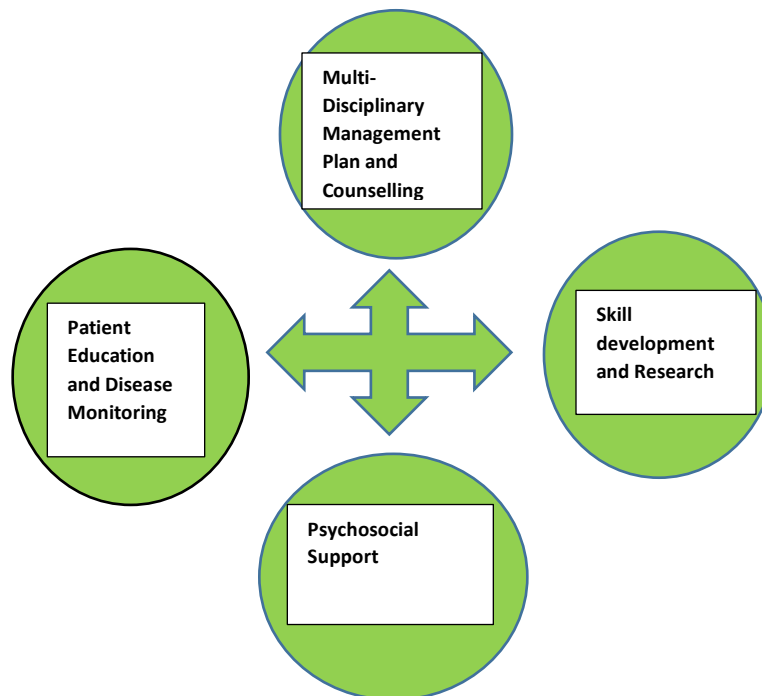 Multi-
Disciplinary
Management
Plan and
Counselling
Patient
Education
and Disease
Monitoring
Skill
development
and Research
Psychosocial
Support